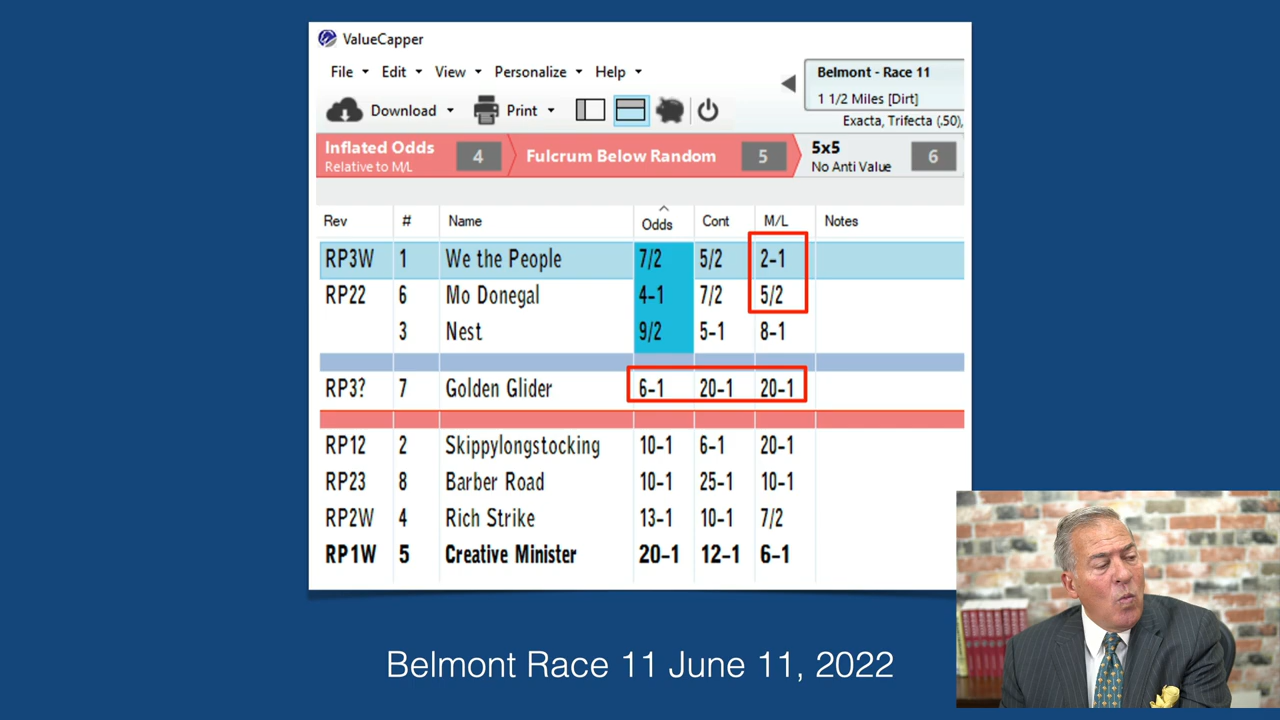 ValueCapper
File Edit View Personalize Help
Belmont - Race 11
1 1/2 Miles [Dirt]
Download Print
Exacta, Trifecta (.50),
Inflated Odds
Relative to M/L
4
Fulcrum Below Random 5
5x5
No Anti Value
6
Rev # Name Odds Cont M/L Notes
RP3W 1 We the People 7/2 5/2 2-1
RP22 6 Mo Donegal 4-1 7/2 5/2
3 Nest 9/2 5-1 8-1
RP3? 7 Golden Glider 6-1 20-1 20-1
RP12 2 Skippylongstocking 10-1 6-1 20-1
RP23 8 Barber Road 10-1 25-1 10-1
RP2W 4 Rich Strike 13-1 10-1 7/2
RP1W 5 Creative Minister 20-1 12-1 6-1
Belmont Race 11 June 11, 2022